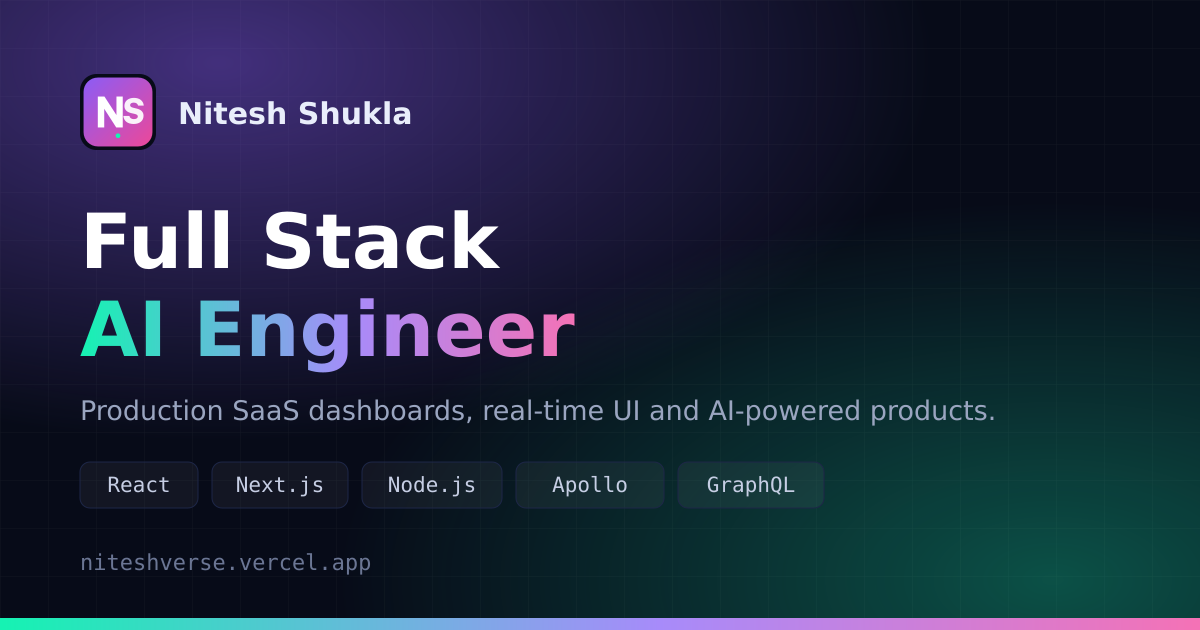 NS
Nitesh Shukla
Full Stack
AI Engineer
Production SaaS dashboards, real-time UI and AI-powered products.
React Next.js Node.js Apollo GraphQL
niteshverse.vercel.app